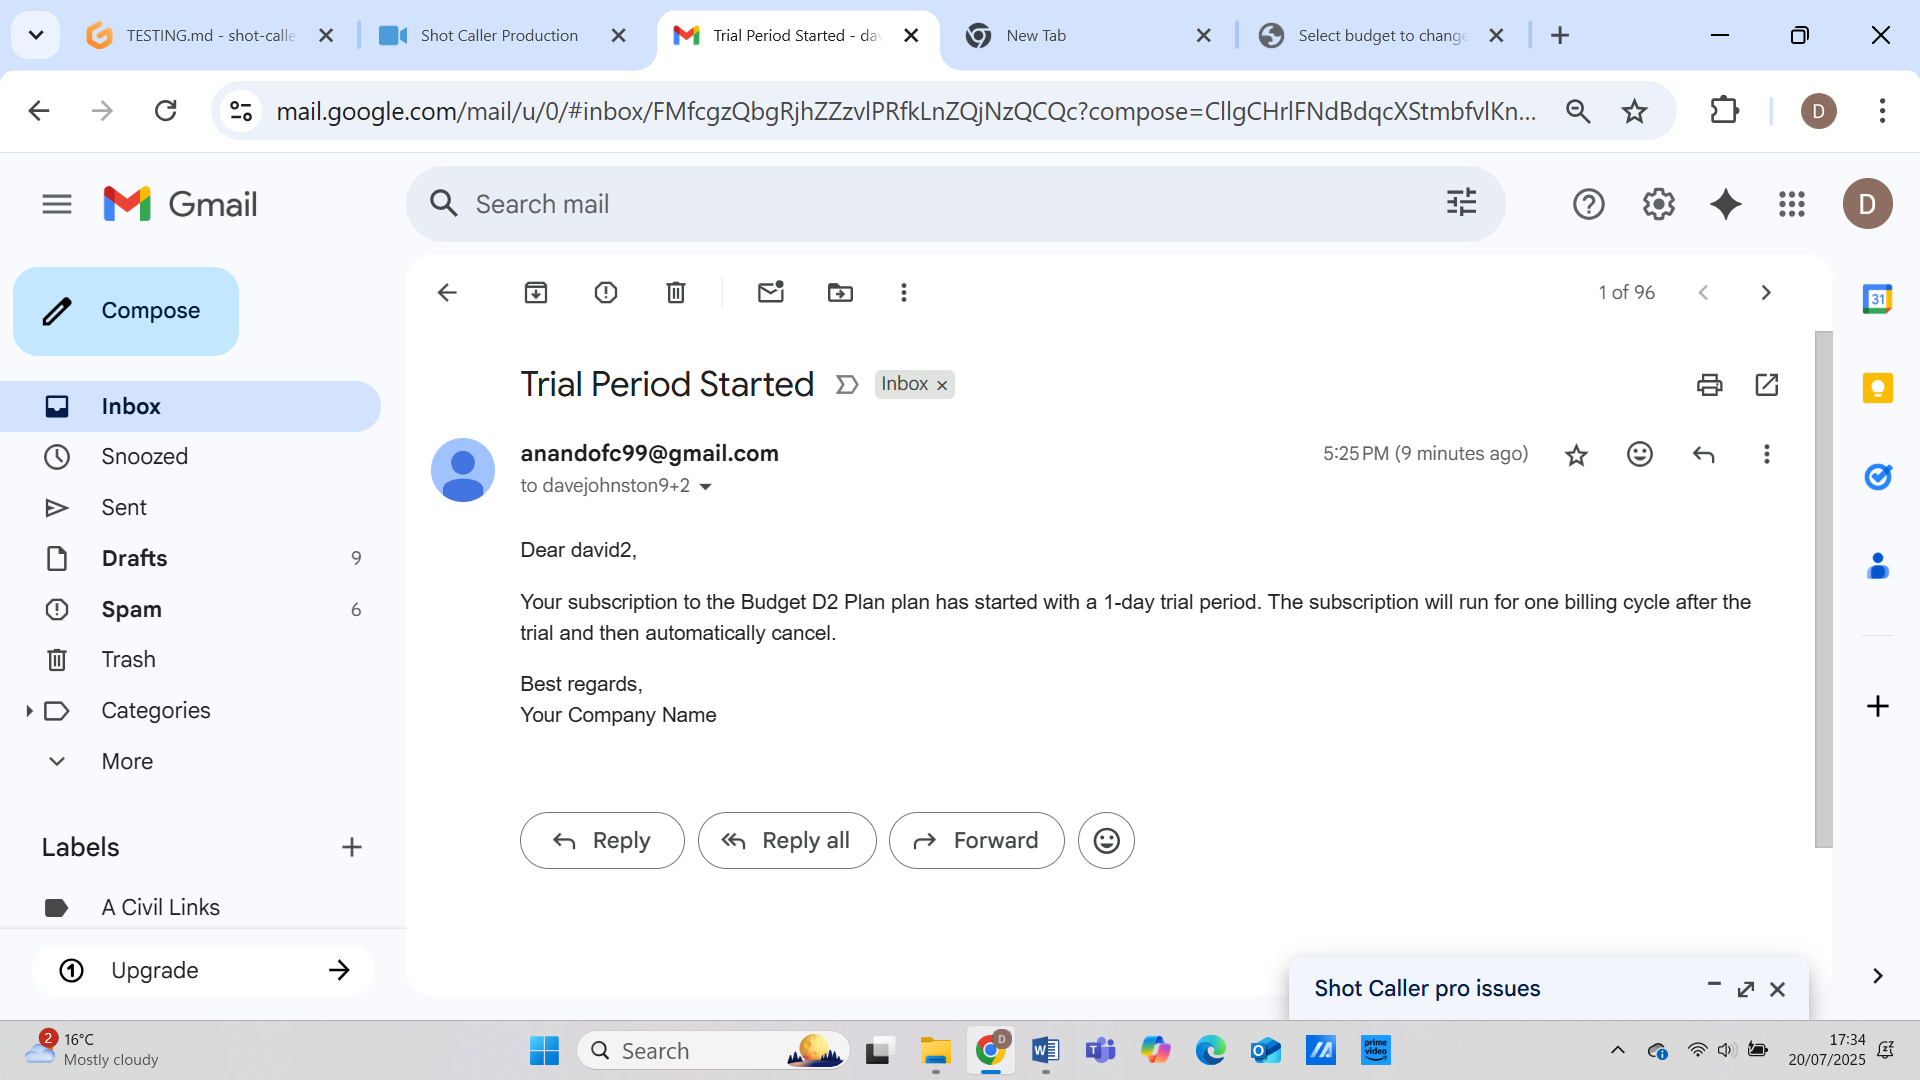 TESTING.md - shot-calle
Shot Caller Production
Trial Period Started - da
New Tab
Select budget to change
mail.google.com/mail/u/0/#inbox/FMfcgzQbgRjhZZzvlPRfkLnZQjNzQCQc?compose=CllgCHrlFNdBdqcXStmbfvlKn...
D
Gmail
Search mail
D
Compose
1 of 96
31
Trial Period Started
Inbox ×
Inbox
anandofc99@gmail.com
5:25 PM (9 minutes ago)
Snoozed
to davejohnston9+2
Sent
Dear david2,
Drafts 9
Your subscription to the Budget D2 Plan plan has started with a 1-day trial period. The subscription will run for one billing cycle after the
Spam 6
trial and then automatically cancel.
Trash
Best regards,
Categories
Your Company Name
More
Reply
Reply all
Forward
Labels
A Civil Links
Upgrade
Shot Caller pro issues
2
16°C
Mostly cloudy
Search
D
prime video
17:34
20/07/2025